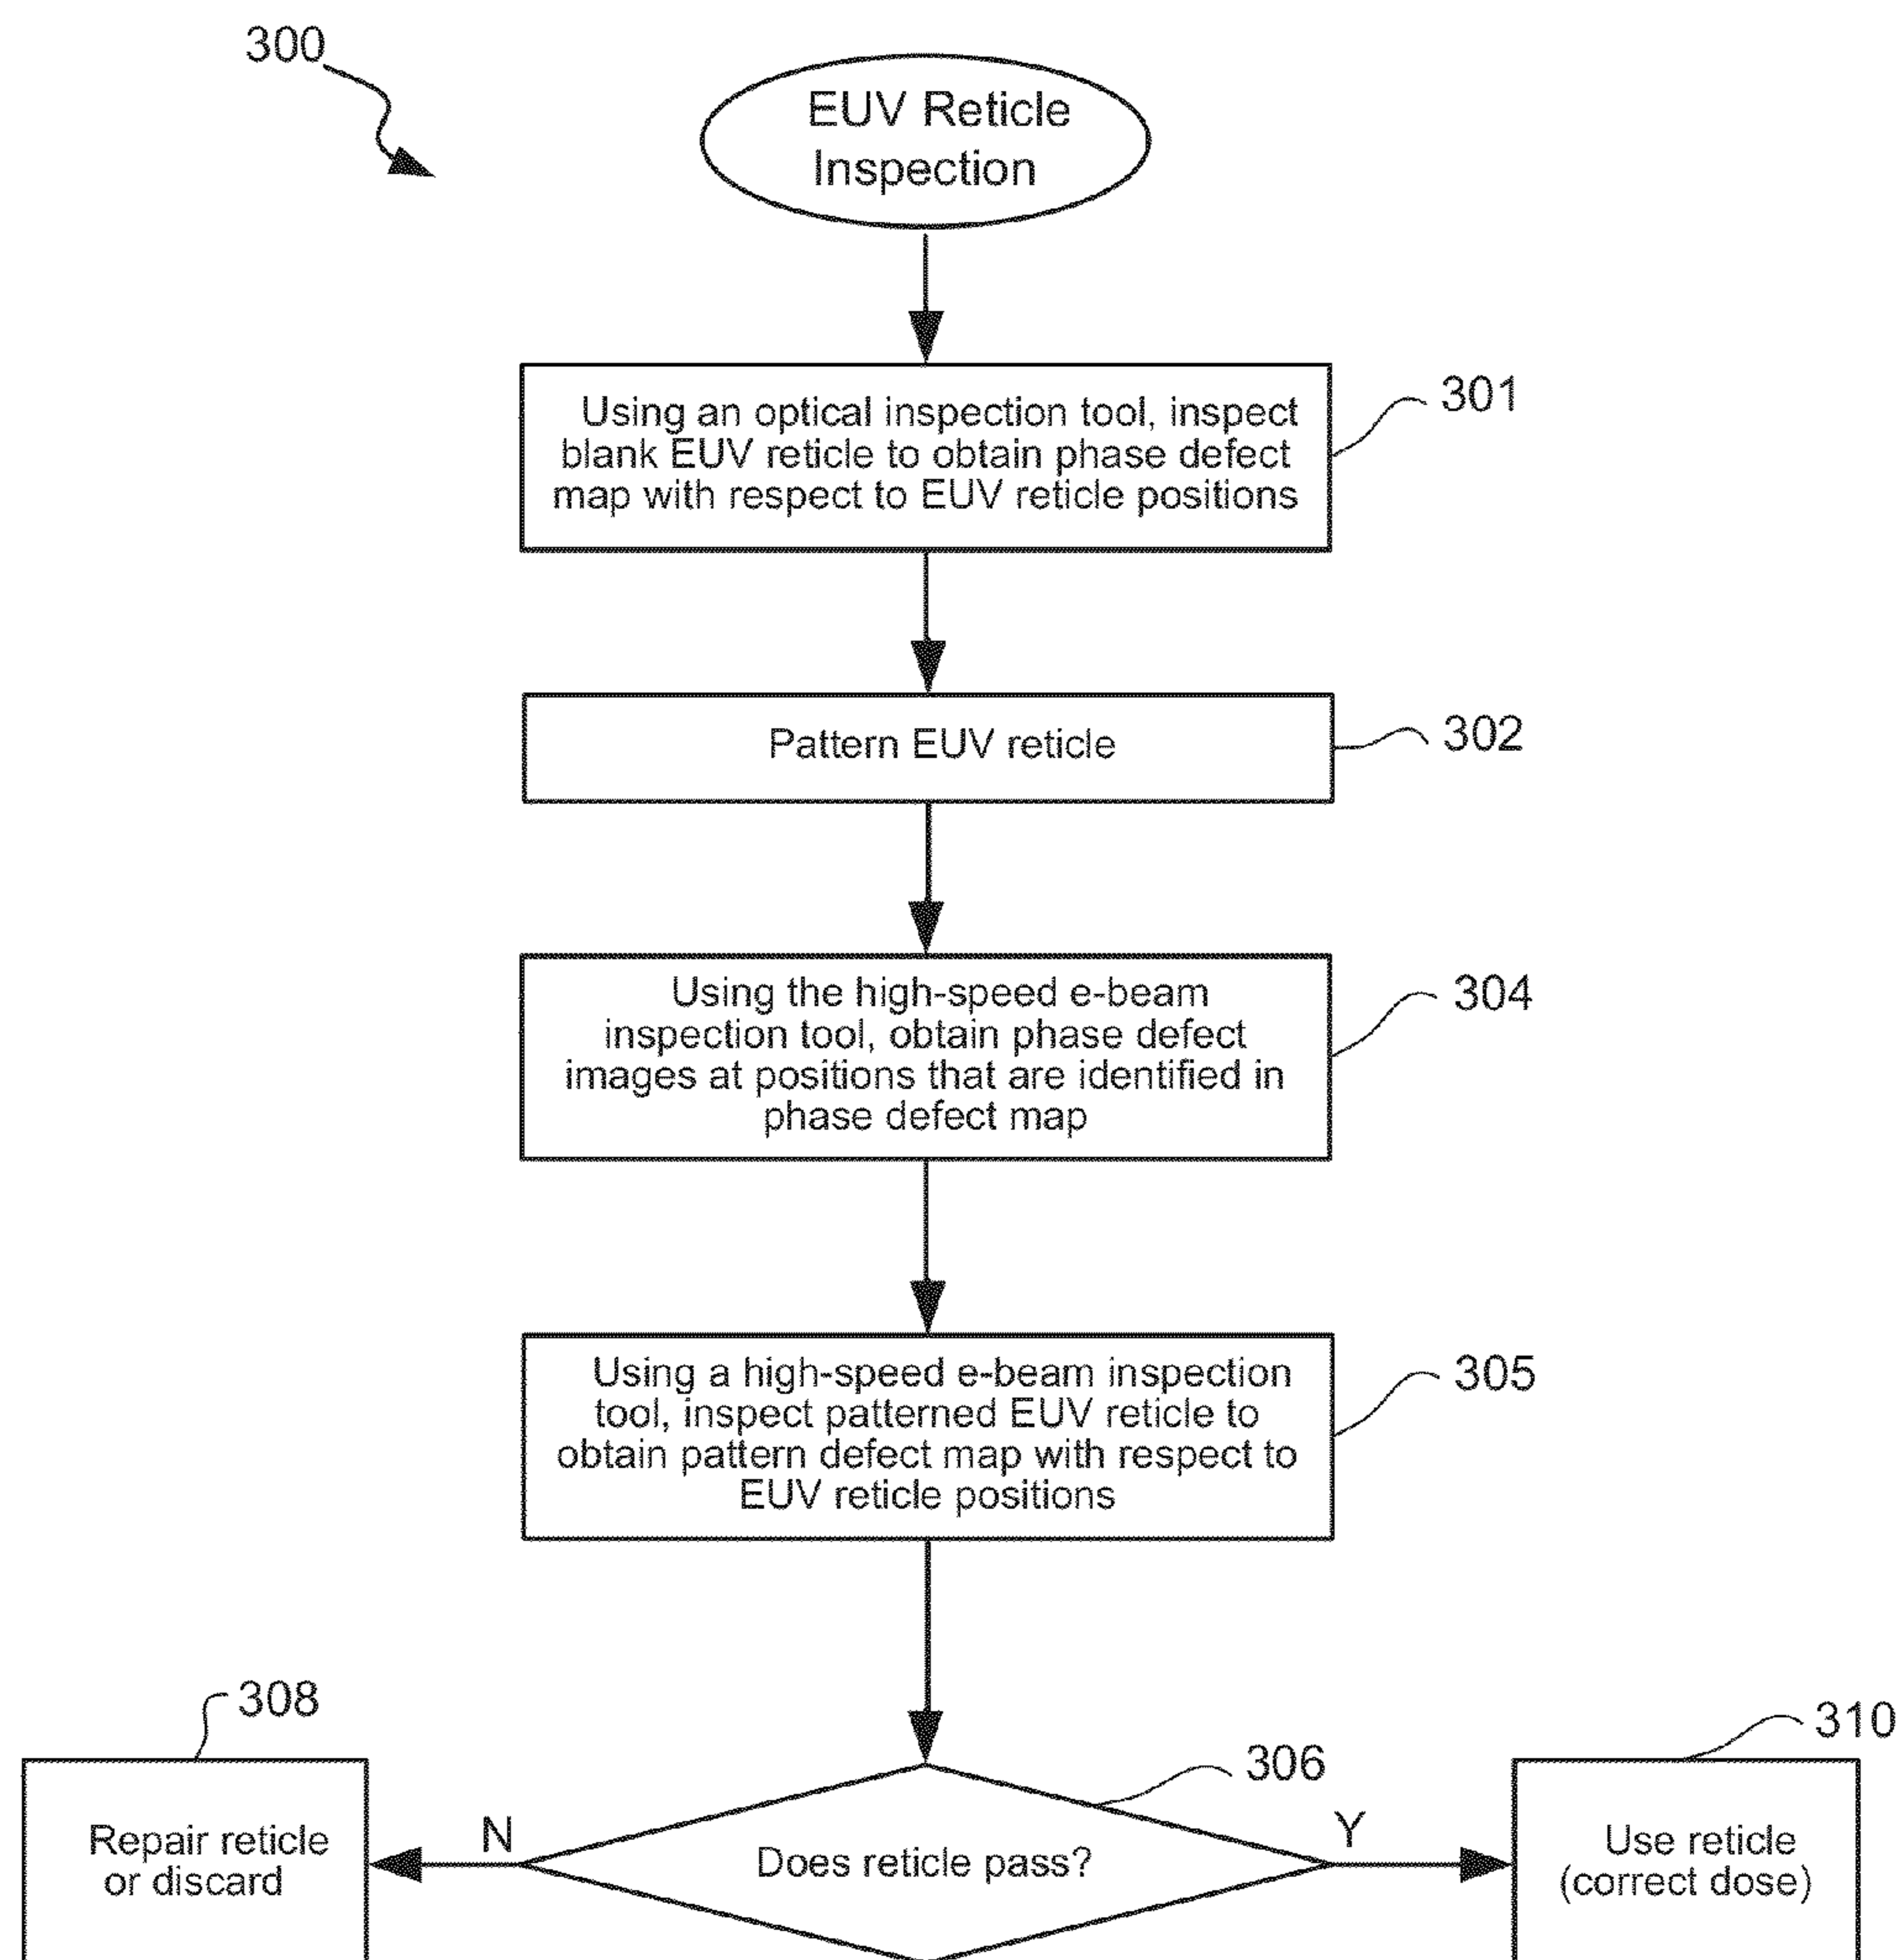 300
EUV Reticle
Inspection
Using an optical inspection tool, inspect
blank EUV reticle to obtain phase defect
map with respect to EUV reticle positions
301
Pattern EUV reticle
302
Using the high-speed e-beam
inspection tool, obtain phase defect
images at positions that are identified in
phase defect map
304
Using a high-speed e-beam inspection
tool, inspect patterned EUV reticle to
obtain pattern defect map with respect to
EUV reticle positions
305
308
Repair reticle
or discard
N
306
Does reticle pass?
Y
310
Use reticle
(correct dose)